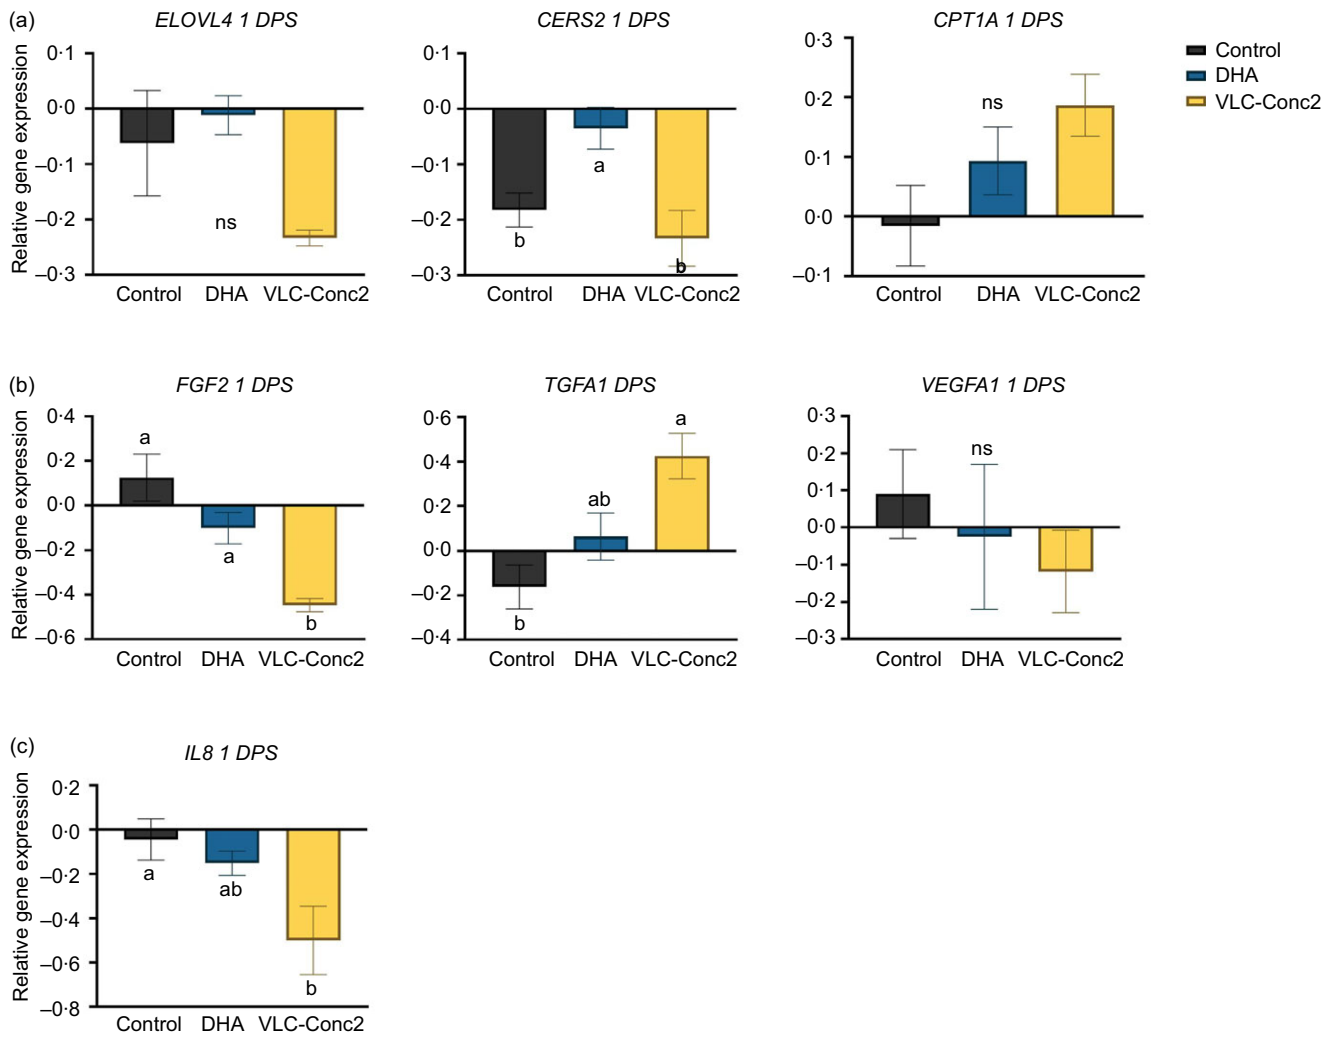 (a)
ELOVL4 1 DPS
CERS2 1 DPS
CPT1A 1 DPS
Control
DHA
VLC-Conc2
Relative gene expression
0·1
0·0
–0·1
–0·2
–0·3
ns
Control DHA VLC-Conc2
0·1
0·0
–0·1
–0·2
–0·3
b
a
b
Control DHA VLC-Conc2
0·3
0·2
0·1
0·0
–0·1
ns
Control DHA VLC-Conc2
(b)
FGF2 1 DPS
TGFA1 DPS
VEGFA1 1 DPS
Relative gene expression
0·4
0·2
0·0
–0·2
–0·4
–0·6
a
a
b
Control DHA VLC-Conc2
0·6
0·4
0·2
0·0
–0·2
–0·4
b
ab
a
Control DHA VLC-Conc2
0·3
0·2
0·1
0·0
–0·1
–0·2
–0·3
ns
Control DHA VLC-Conc2
(c)
IL8 1 DPS
Relative gene expression
0·2
0·0
–0·2
–0·4
–0·6
–0·8
a
ab
b
Control DHA VLC-Conc2